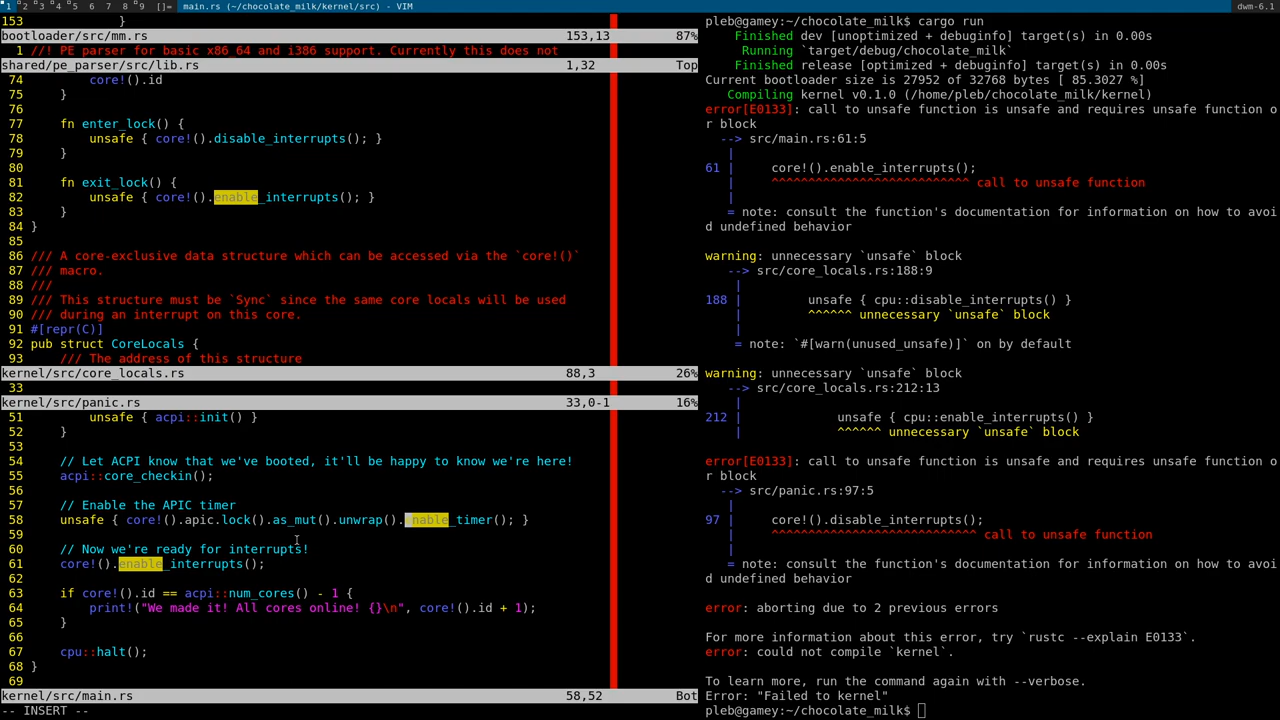 1 2 3 4 5 6 7 8 9 []= main.rs (~/chocolate_milk/kernel/src) - VIM dwm-6.1
153 }
bootloader/src/mm.rs 153,13 87%
1 //! PE parser for basic x86_64 and i386 support. Currently this does not
shared/pe_parser/src/lib.rs 1,32 Top
74 core!().id
75 }
76
77 fn enter_lock() {
78 unsafe { core!().disable_interrupts(); }
79 }
80
81 fn exit_lock() {
82 unsafe { core!().enable_interrupts(); }
83 }
84 }
85
86 /// A core-exclusive data structure which can be accessed via the `core!()`
87 /// macro.
88 ///
89 /// This structure must be `Sync` since the same core locals will be used
90 /// during an interrupt on this core.
91 #[repr(C)]
92 pub struct CoreLocals {
93 /// The address of this structure
kernel/src/core_locals.rs 88,3 26%
33
kernel/src/panic.rs 33,0-1 16%
51 unsafe { acpi::init() }
52 }
53
54 // Let ACPI know that we've booted, it'll be happy to know we're here!
55 acpi::core_checkin();
56
57 // Enable the APIC timer
58 unsafe { core!().apic.lock().as_mut().unwrap().enable_timer(); }
59
60 // Now we're ready for interrupts!
61 core!().enable_interrupts();
62
63 if core!().id == acpi::num_cores() - 1 {
64 print!("We made it! All cores online! {}\n", core!().id + 1);
65 }
66
67 cpu::halt();
68 }
69
kernel/src/main.rs 58,52 Bot
-- INSERT --
pleb@gamey:~/chocolate_milk$ cargo run
Finished dev [unoptimized + debuginfo] target(s) in 0.00s
Running `target/debug/chocolate_milk`
Finished release [optimized + debuginfo] target(s) in 0.00s
Current bootloader size is 27952 of 32768 bytes [ 85.3027 %]
Compiling kernel v0.1.0 (/home/pleb/chocolate_milk/kernel)
error[E0133]: call to unsafe function is unsafe and requires unsafe function o
r block
--> src/main.rs:61:5
|
61 | core!().enable_interrupts();
| ^^^^^^^^^^^^^^^^^^^^^^^^^^^ call to unsafe function
|
= note: consult the function's documentation for information on how to avoi
d undefined behavior
warning: unnecessary `unsafe` block
--> src/core_locals.rs:188:9
|
188 | unsafe { cpu::disable_interrupts() }
| ^^^^^^ unnecessary `unsafe` block
|
= note: `#[warn(unused_unsafe)]` on by default
warning: unnecessary `unsafe` block
--> src/core_locals.rs:212:13
|
212 | unsafe { cpu::enable_interrupts() }
| ^^^^^^ unnecessary `unsafe` block
error[E0133]: call to unsafe function is unsafe and requires unsafe function o
r block
--> src/panic.rs:97:5
|
97 | core!().disable_interrupts();
| ^^^^^^^^^^^^^^^^^^^^^^^^^^^^ call to unsafe function
|
= note: consult the function's documentation for information on how to avoi
d undefined behavior
error: aborting due to 2 previous errors
For more information about this error, try `rustc --explain E0133`.
error: could not compile `kernel`.
To learn more, run the command again with --verbose.
Error: "Failed to kernel"
pleb@gamey:~/chocolate_milk$